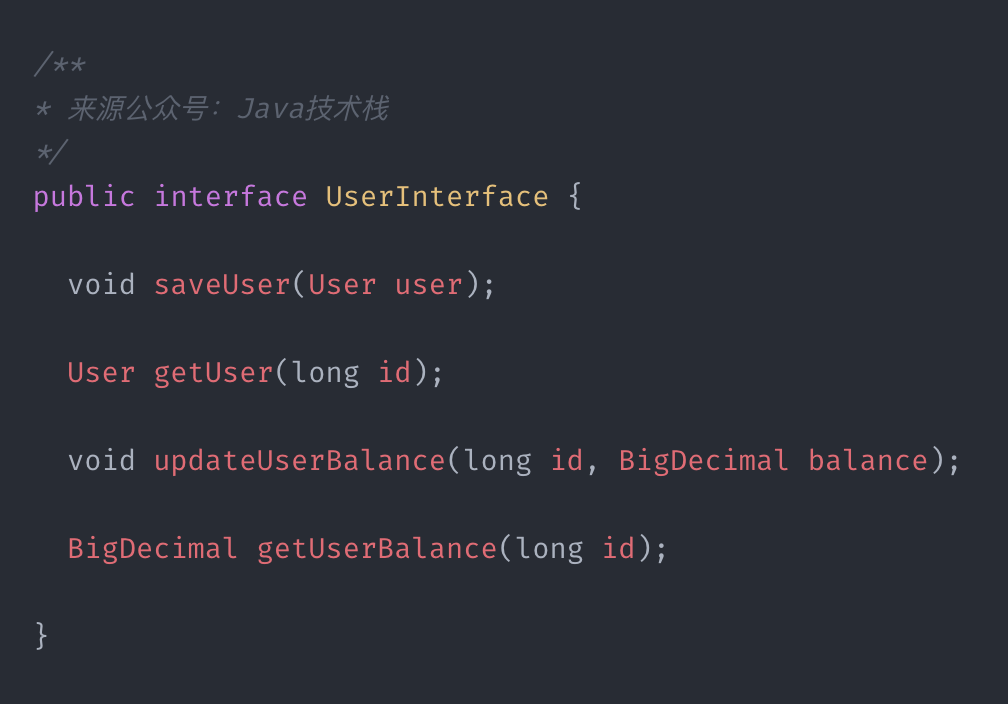 /**
* 来源公众号：Java技术栈
*/
public interface UserInterface {
void saveUser(User user);
User getUser(long id);
void updateUserBalance(long id, BigDecimal balance);
BigDecimal getUserBalance(long id);
}